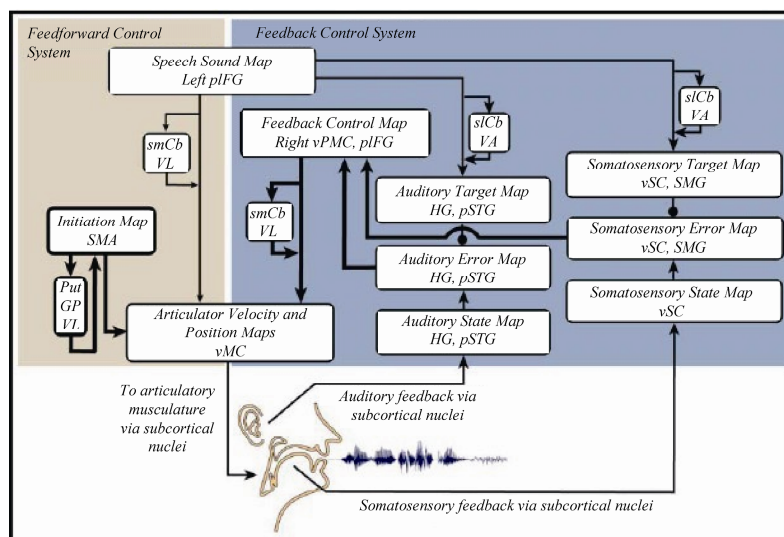 Feedforward Control
System
Feedback Control System
Speech Sound Map
Left plFG
slCb
VA
slCb
VA
smCb
VL
Feedback Control Map
Right vPMC, plFG
Somatosensory Target Map
vSC, SMG
Auditory Target Map
HG, pSTG
Initiation Map
SMA
smCb
VL
Somatosensory Error Map
vSC, SMG
Auditory Error Map
HG, pSTG
Put
GP
VL
Somatosensory State Map
vSC
Articulator Velocity and
Position Maps
vMC
Auditory State Map
HG, pSTG
To articulatory
musculature
via subcortical
nuclei
Auditory feedback via
subcortical nuclei
Somatosensory feedback via subcortical nuclei